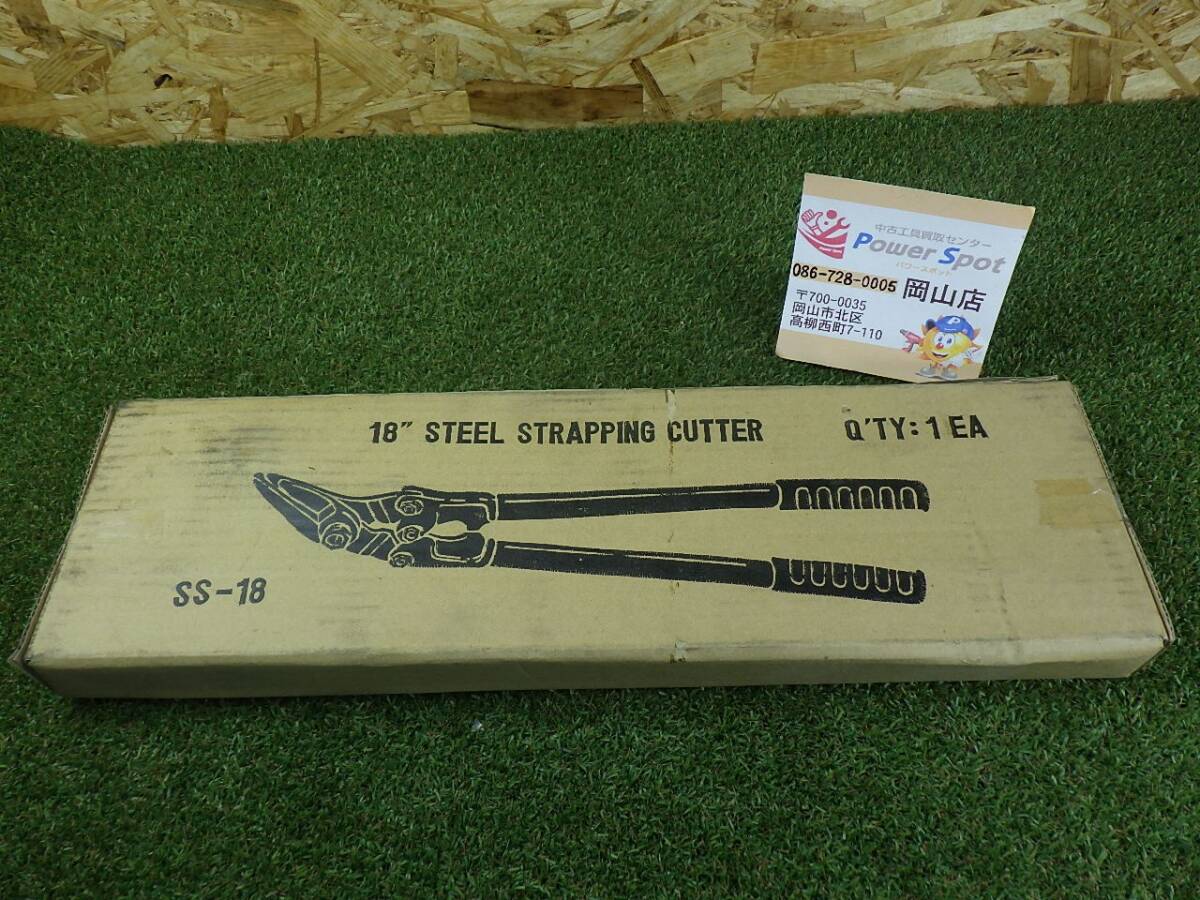 中古工具買取センター
Power Spot
パワースポット
086-728-0005 岡山店
〒700-0035
岡山市北区
高柳西町7-110
P
18" STEEL STRAPPING CUTTER Q'TY: 1 EA
SS-18